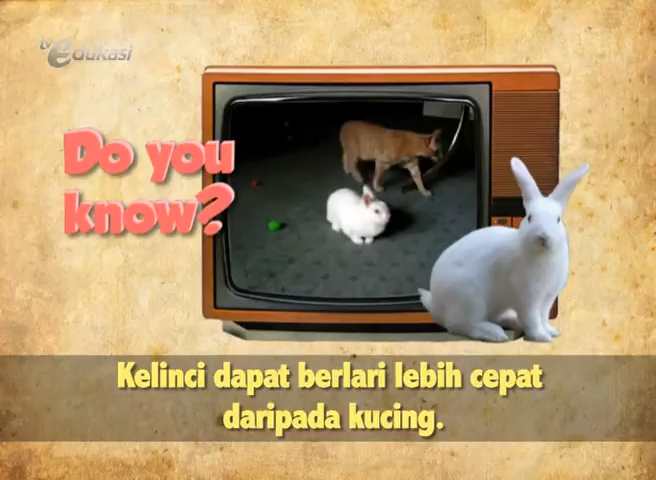 tv edukasi
Do you
know?
Kelinci dapat berlari lebih cepat
daripada kucing.